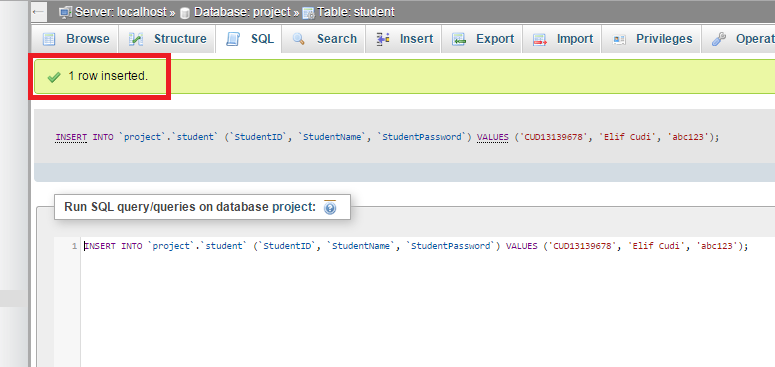 ← Server: localhost » Database: project » Table: student
Browse Structure SQL Search Insert Export Import Privileges Operat
1 row inserted.
INSERT INTO `project`.`student` (`StudentID`, `StudentName`, `StudentPassword`) VALUES ('CUD13139678', 'Elif Cudi', 'abc123');
Run SQL query/queries on database project:
1 INSERT INTO `project`.`student` (`StudentID`, `StudentName`, `StudentPassword`) VALUES ('CUD13139678', 'Elif Cudi', 'abc123');